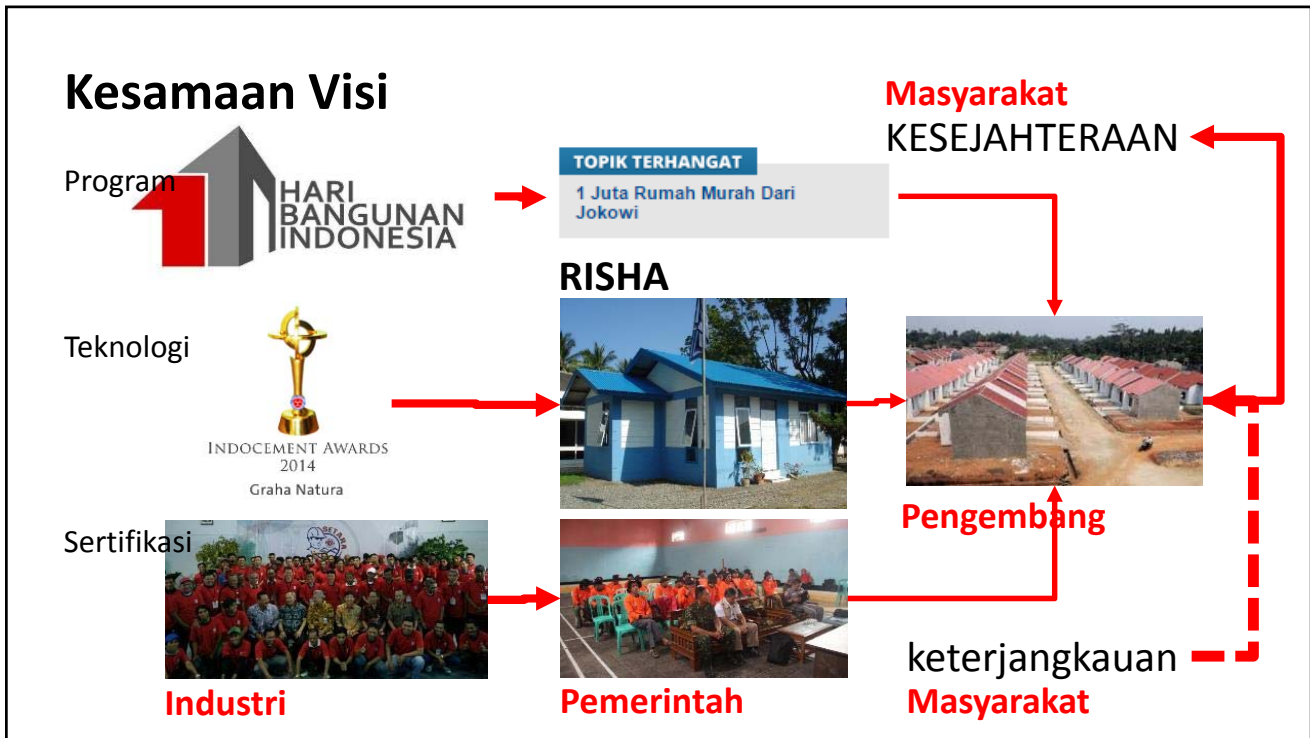 Kesamaan Visi
Program
HARI
BANGUNAN
INDONESIA
TOPIK TERHANGAT
1 Juta Rumah Murah Dari
Jokowi
Masyarakat
KESEJAHTERAAN
RISHA
Teknologi
INDOCEMENT AWARDS
2014
Graha Natura
Pengembang
Sertifikasi
Industri
Pemerintah
keterjangkauan
Masyarakat